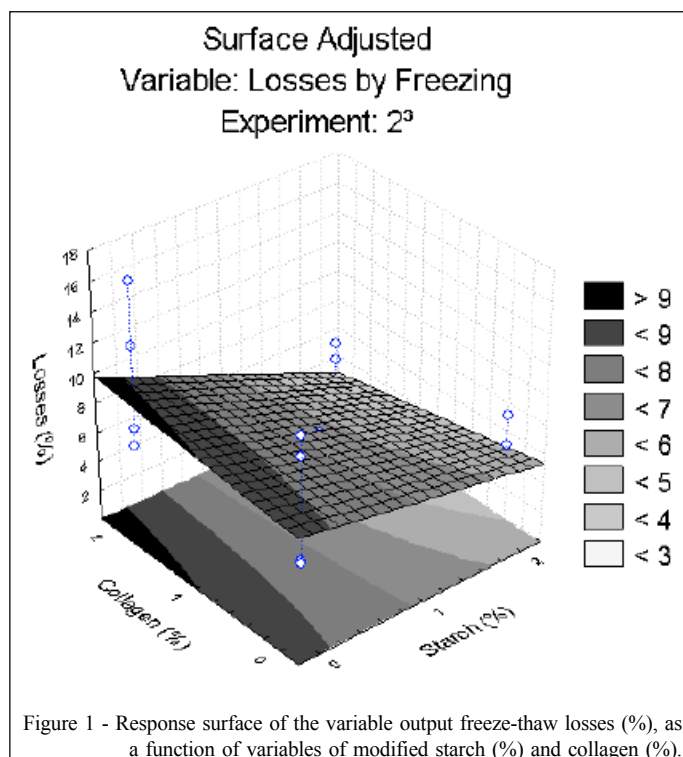 Surface Adjusted
Variable: Losses by Freezing
Experiment: 2³
18
16
14
12
10
8
6
4
2
Losses (%)
2
1
0
Collagen (%)
0
1
2
Starch (%)
> 9
< 9
< 8
< 7
< 6
< 5
< 4
< 3
Figure 1 - Response surface of the variable output freeze-thaw losses (%), as
a function of variables of modified starch (%) and collagen (%).